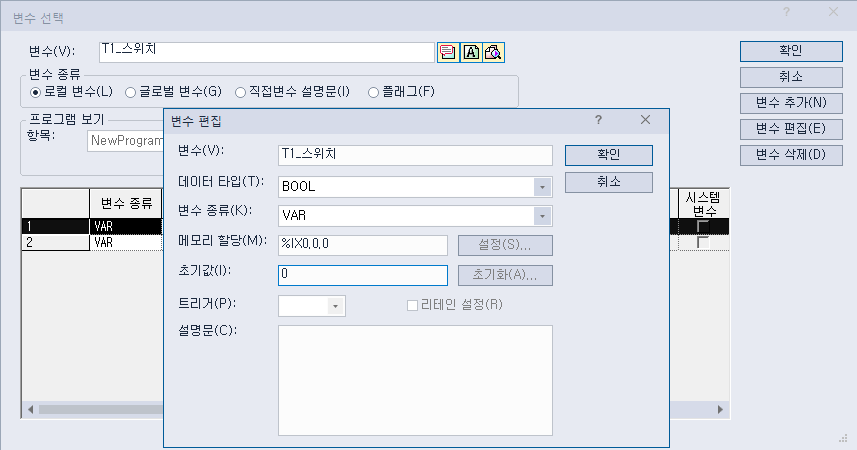 변수 선택
변수(V): T1_스위치
확인
변수 종류
로컬 변수(L) 글로벌 변수(G) 직접변수 설명문(I) 플래그(F)
취소
변수 추가(N)
변수 편집(E)
변수 삭제(D)
프로그램 보기
항목: NewProgram
변수 종류 시스템 변수
1 VAR
2 VAR
변수 편집
변수(V): T1_스위치 확인
데이터 타입(T): BOOL 취소
변수 종류(K): VAR
메모리 할당(M): %IX0,0,0 설정(S)...
초기값(I): 0 초기화(A)...
트리거(P): 리테인 설정(R)
설명문(C):